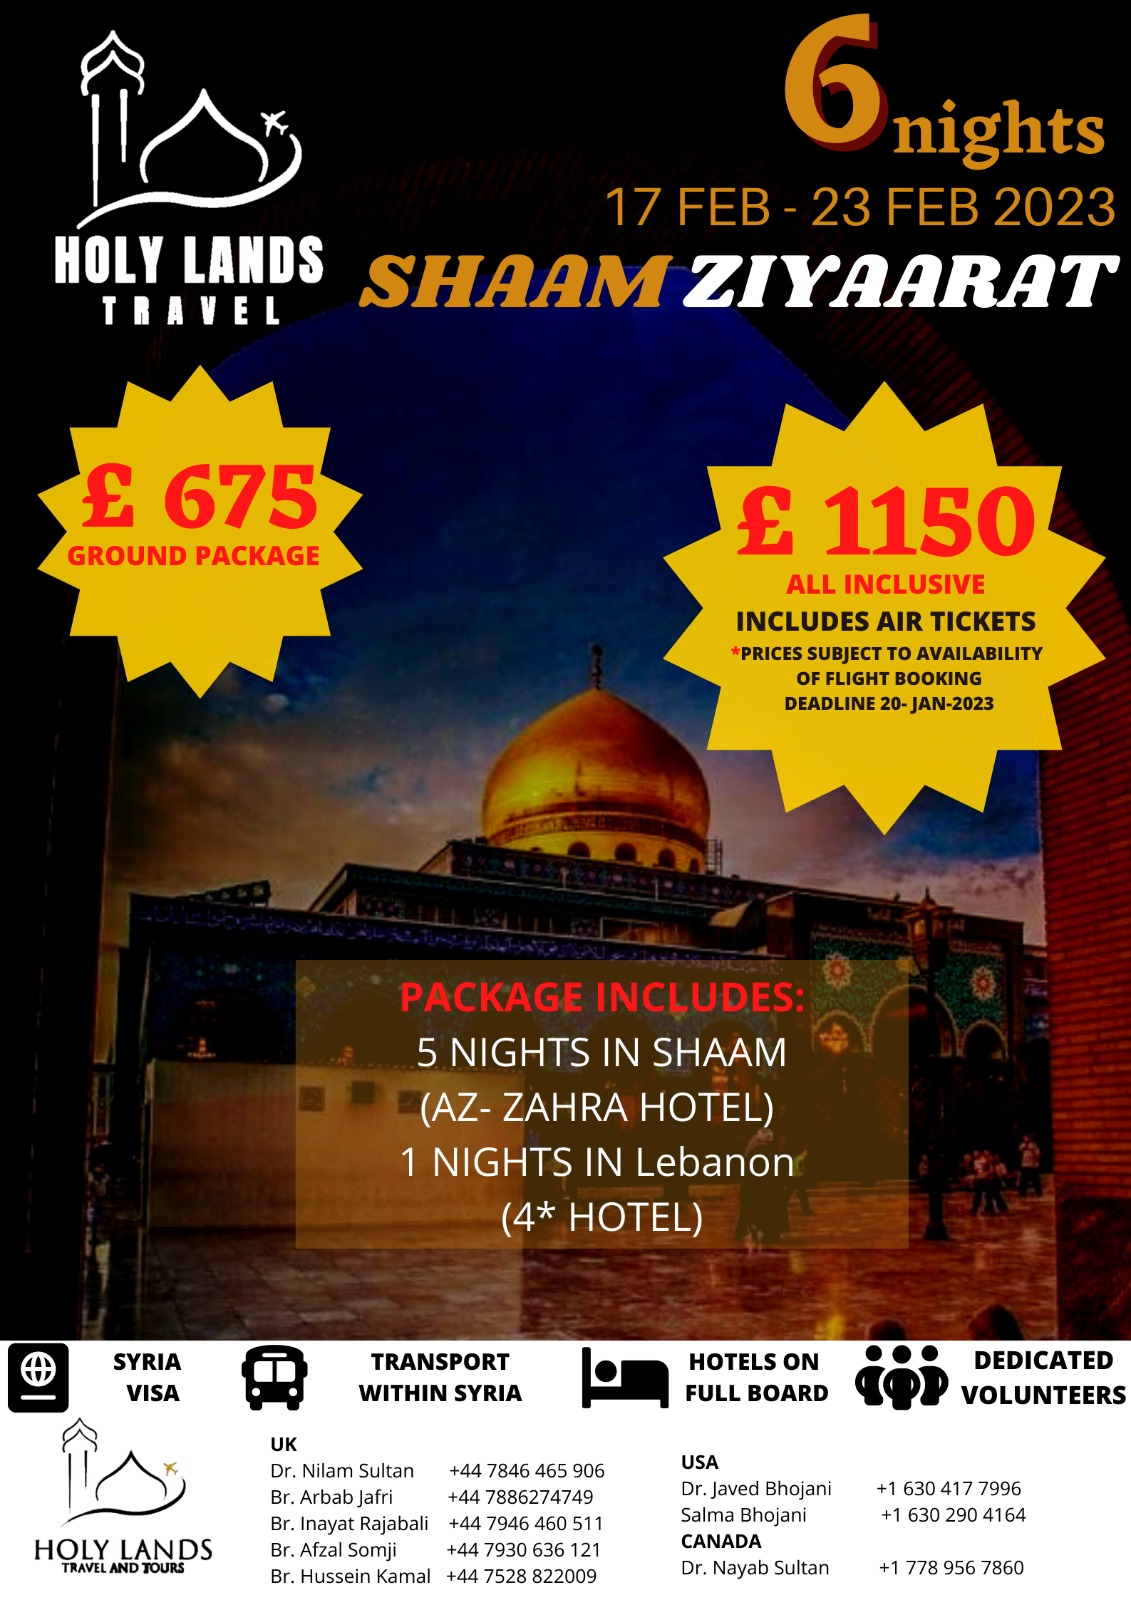 HOLY LANDS
TRAVEL
6 nights
17 FEB - 23 FEB 2023
SHAAM ZIYAARAT
£ 675
GROUND PACKAGE
£ 1150
ALL INCLUSIVE
INCLUDES AIR TICKETS
*PRICES SUBJECT TO AVAILABILITY
OF FLIGHT BOOKING
DEADLINE 20- JAN-2023
PACKAGE INCLUDES:
5 NIGHTS IN SHAAM
(AZ- ZAHRA HOTEL)
1 NIGHTS IN Lebanon
(4* HOTEL)
SYRIA
VISA
TRANSPORT
WITHIN SYRIA
HOTELS ON
FULL BOARD
DEDICATED
VOLUNTEERS
HOLY LANDS
TRAVEL AND TOURS
UK
Dr. Nilam Sultan +44 7846 465 906
Br. Arbab Jafri +44 7886274749
Br. Inayat Rajabali +44 7946 460 511
Br. Afzal Somji +44 7930 636 121
Br. Hussein Kamal +44 7528 822009
USA
Dr. Javed Bhojani +1 630 417 7996
Salma Bhojani +1 630 290 4164
CANADA
Dr. Nayab Sultan +1 778 956 7860